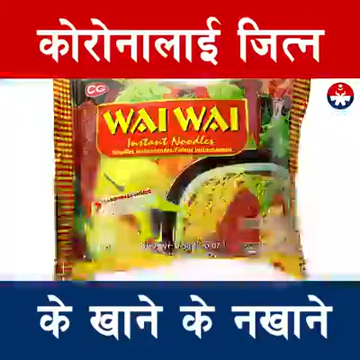 कोरोनालाई जित्न
CG
WAI WAI
Instant Noodles
के खाने के नखाने